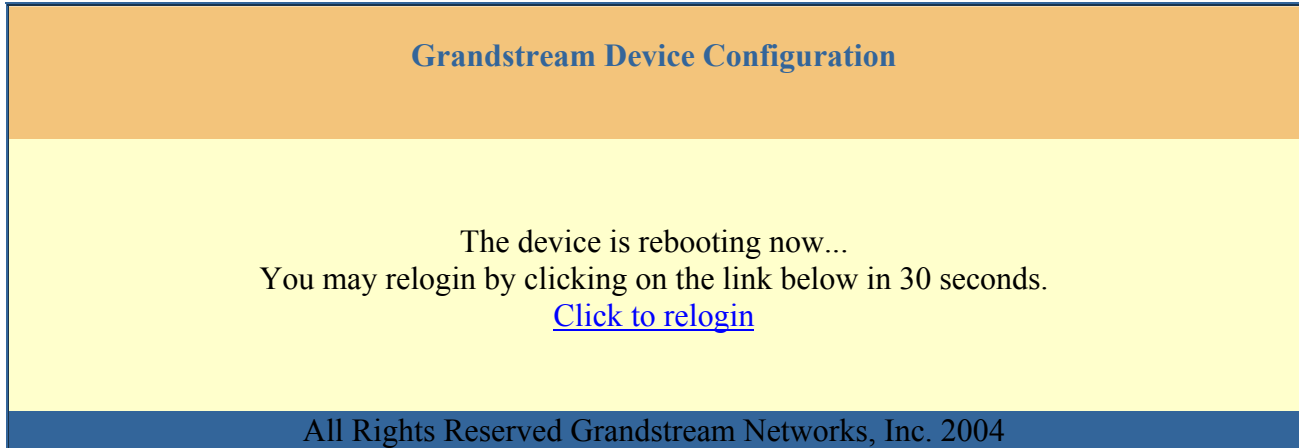 Grandstream Device Configuration
The device is rebooting now...
You may relogin by clicking on the link below in 30 seconds.
Click to relogin
All Rights Reserved Grandstream Networks, Inc. 2004